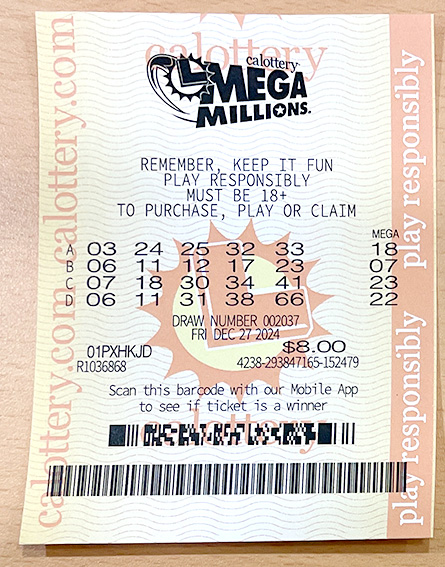 calottery
calottery
MEGA
MILLIONS.
REMEMBER, KEEP IT FUN
PLAY RESPONSIBLY
MUST BE 18+
TO PURCHASE, PLAY OR CLAIM
MEGA
A 03 24 25 32 33 18
B 06 11 12 17 23 07
C 07 18 30 34 41 23
D 06 11 31 38 66 22
DRAW NUMBER 002037
FRI DEC 27 2024
$8.00
01PXHKJD
R1036868 4238-293847165-152479
Scan this barcode with our Mobile App
to see if ticket is a winner
calottery
calottery.com calottery.com
play responsibly play responsibly